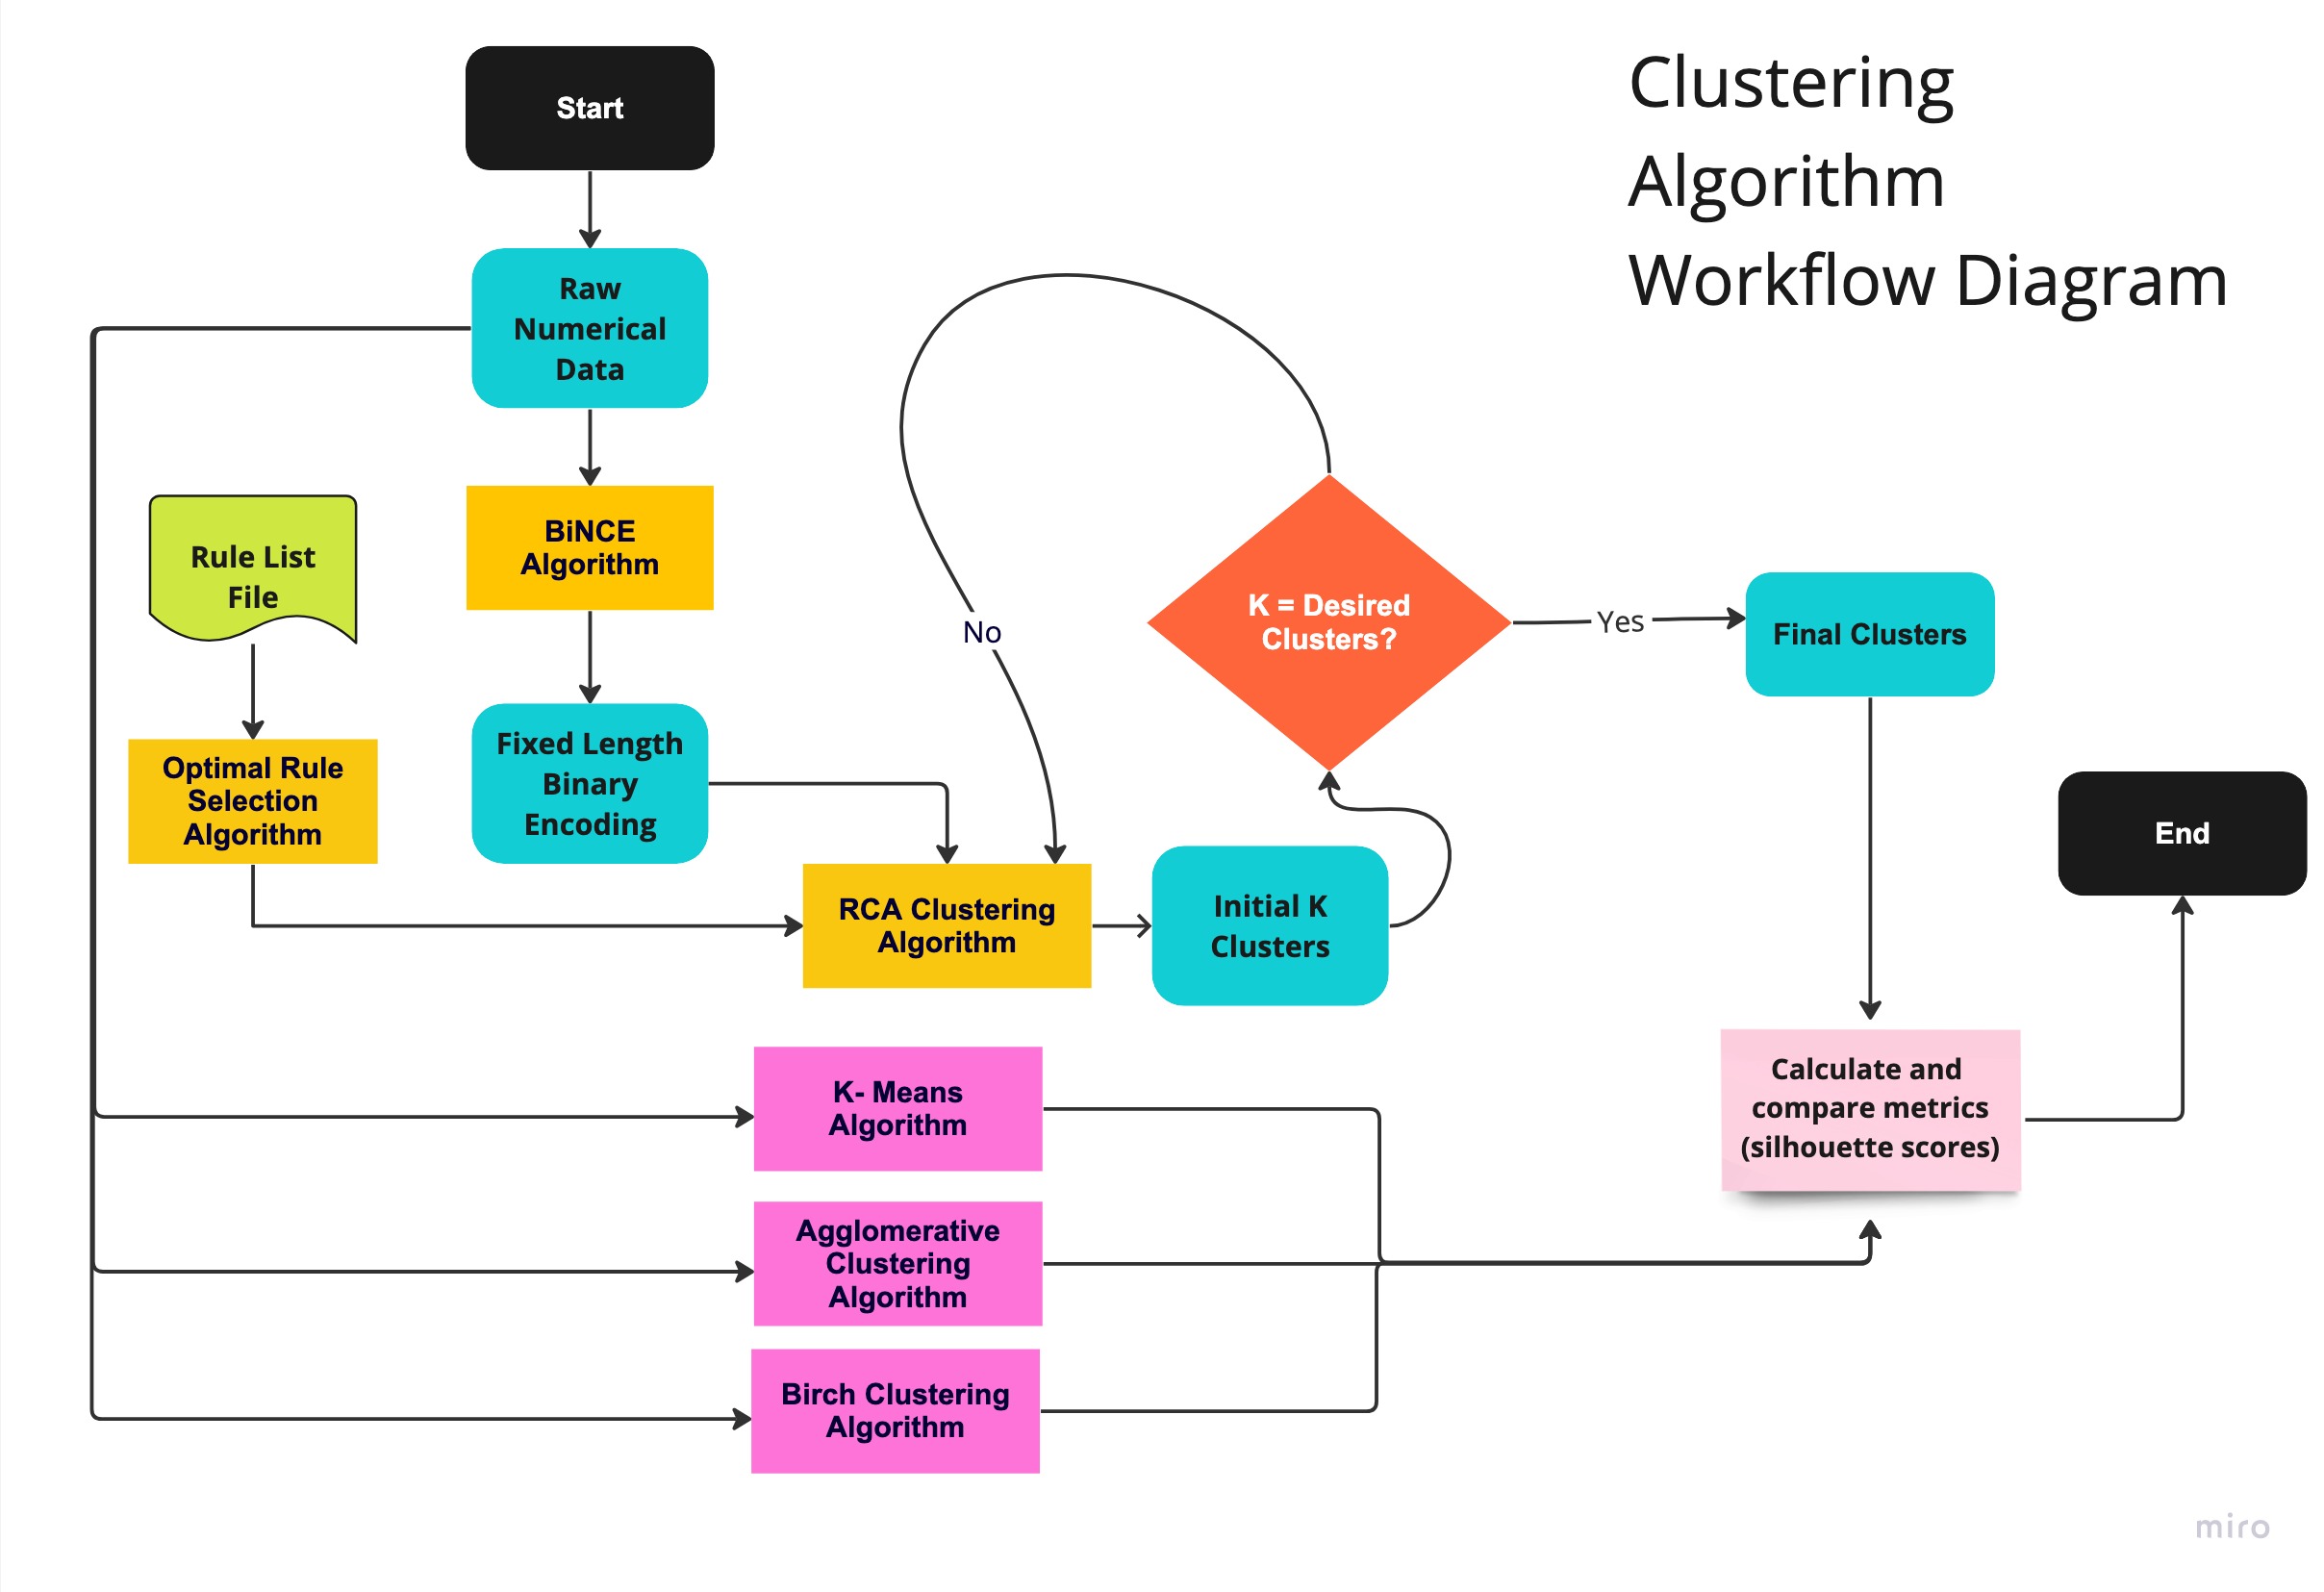 Clustering
Algorithm
Workflow Diagram
Start
Raw
Numerical
Data
BiNCE
Algorithm
Rule List
File
No
K = Desired
Clusters?
Yes
Final Clusters
Optimal Rule
Selection
Algorithm
Fixed Length
Binary
Encoding
End
RCA Clustering
Algorithm
Initial K
Clusters
K- Means
Algorithm
Calculate and
compare metrics
(silhouette scores)
Agglomerative
Clustering
Algorithm
Birch Clustering
Algorithm
miro